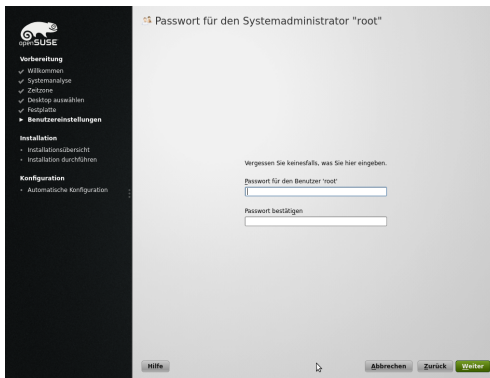 openSUSE
Vorbereitung
Willkommen
Systemanalyse
Zeitzone
Desktop auswählen
Festplatte
Benutzereinstellungen
Installation
Installationsübersicht
Installation durchführen
Konfiguration
Automatische Konfiguration
Passwort für den Systemadministrator "root"
Vergessen Sie keinesfalls, was Sie hier eingeben.
Passwort für den Benutzer 'root'
Passwort bestätigen
Hilfe
Abbrechen
Zurück
Weiter